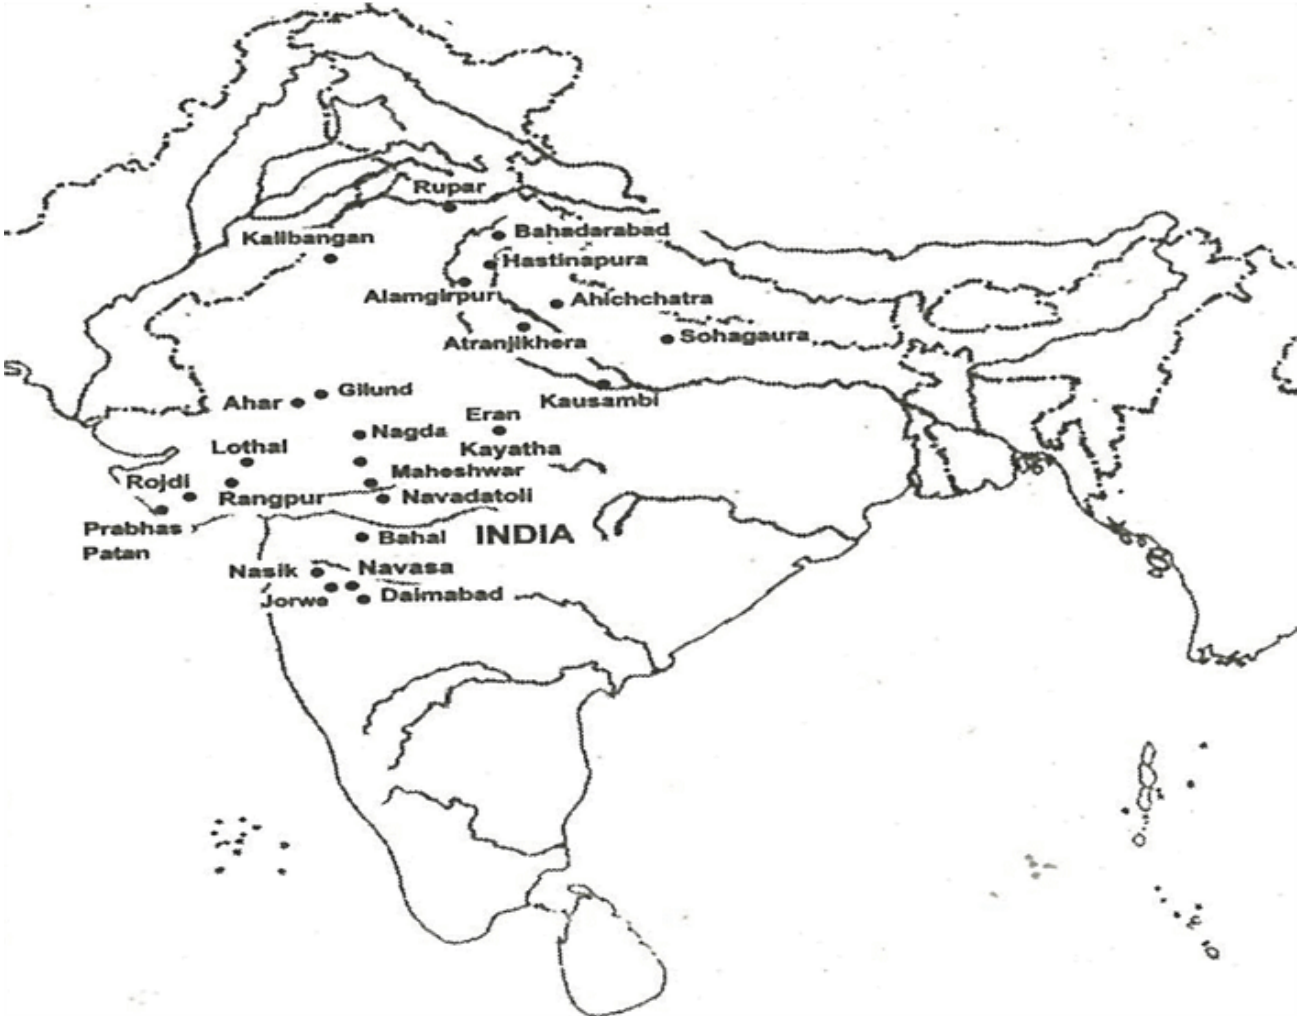 Rupar
Bahadarabad
Kalibangan
Hastinapura
Alamgirpur
Ahichchatra
Atranjikhera
Sohagaura
Gilund
Ahar
Kausambi
Eran
Nagda
Kayatha
Lothal
Maheshwar
Rojdi
Rangpur
Navadatoli
Prabhas
Patan
INDIA
Bahal
Nasik
Navasa
Jorwe
Daimabad